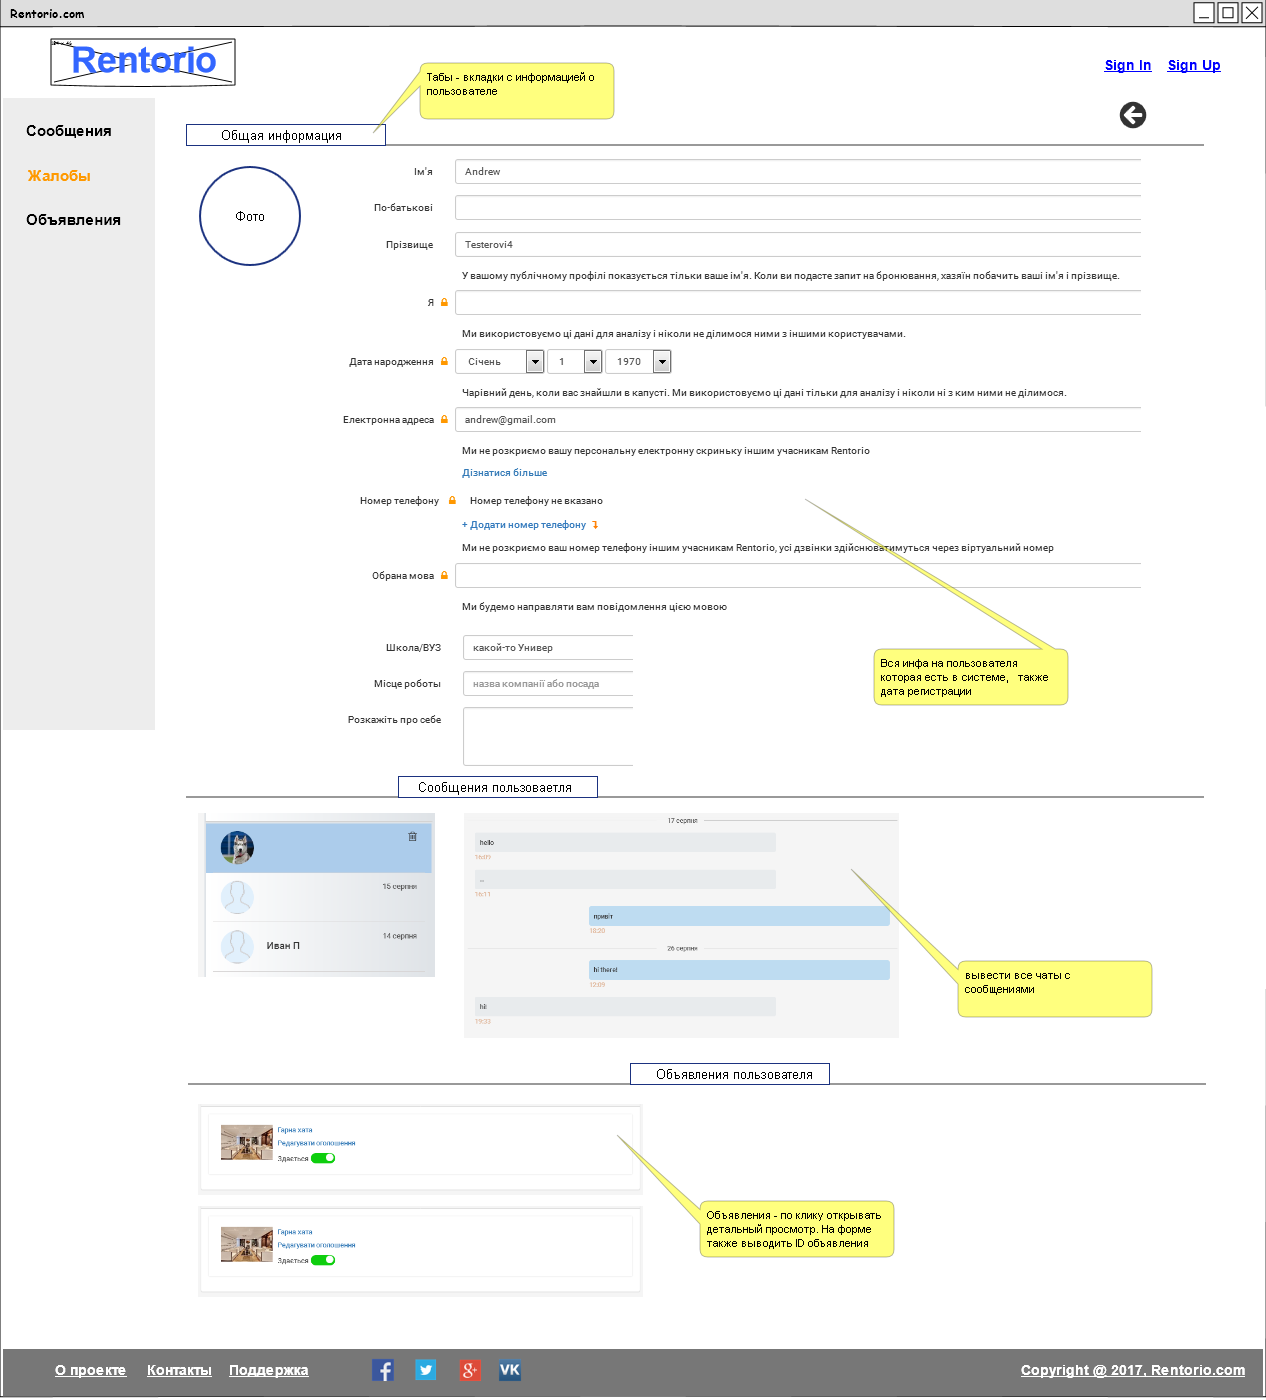 Rentorio.com
Rentorio
Sign In Sign Up
Табы - вкладки с информацией о
пользователе
Сообщения
Жалобы
Объявления
Общая информация
Фото
Ім'я Andrew
По-батькові
Прізвище Testerovi4
У вашому публічному профілі показується тільки ваше ім'я. Коли ви подасте запит на бронювання, хазяїн побачить ваші ім'я і прізвище.
Я
Ми використовуємо ці дані для аналізу і ніколи не ділимося ними з іншими користувачами.
Дата народження Січень 1 1970
Чарівний день, коли вас знайшли в капусті. Ми використовуємо ці дані тільки для аналізу і ніколи ні з ким ними не ділимося.
Електронна адреса andrew@gmail.com
Ми не розкриємо вашу персональну електронну скриньку іншим учасникам Rentorio
Дізнатися більше
Номер телефону Номер телефону не вказано
+ Додати номер телефону
Ми не розкриємо ваш номер телефону іншим учасникам Rentorio, усі дзвінки здійснюватимуться через віртуальний номер
Обрана мова
Ми будемо направляти вам повідомлення цією мовою
Школа/ВУЗ какой-то Универ
Місце роботи назва компанії або посада
Розкажіть про себе
Вся инфа на пользователя
которая есть в системе, также
дата регистрации
Сообщения пользоваетля
15 серпня
Иван П 14 серпня
17 серпня
hello
16:09
...
16:11
привіт
18:20
26 серпня
hi there!
12:09
hi!
19:33
вывести все чаты с
сообщениями
Объявления пользователя
Гарна хата
Редагувати оголошення
Здається
Гарна хата
Редагувати оголошення
Здається
Объявления - по клику открывать
детальный просмотр. На форме
также выводить ID объявления
О проекте Контакты Поддержка
f g+ VK
Copyright @ 2017, Rentorio.com